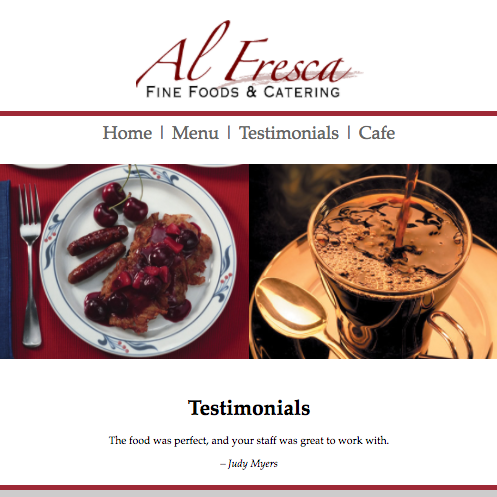 Al Fresca
FINE FOODS & CATERING
Home | Menu | Testimonials | Cafe
Testimonials
The food was perfect, and your staff was great to work with.
– Judy Myers